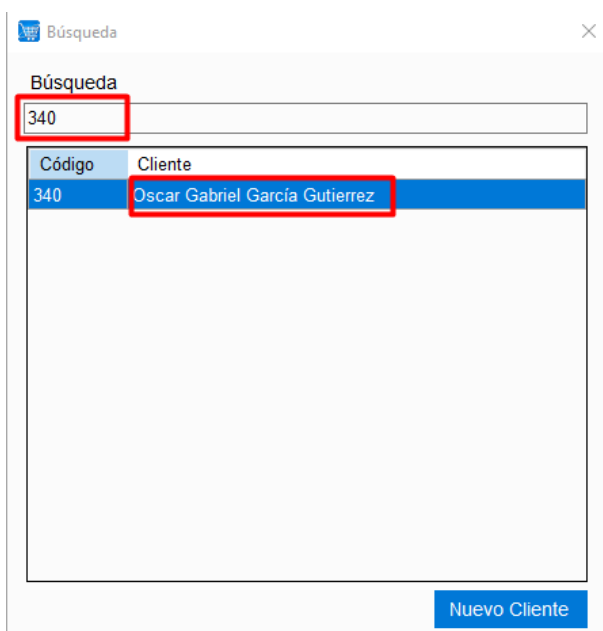 Búsqueda
Búsqueda
340
Código Cliente
340 Oscar Gabriel García Gutierrez
Nuevo Cliente